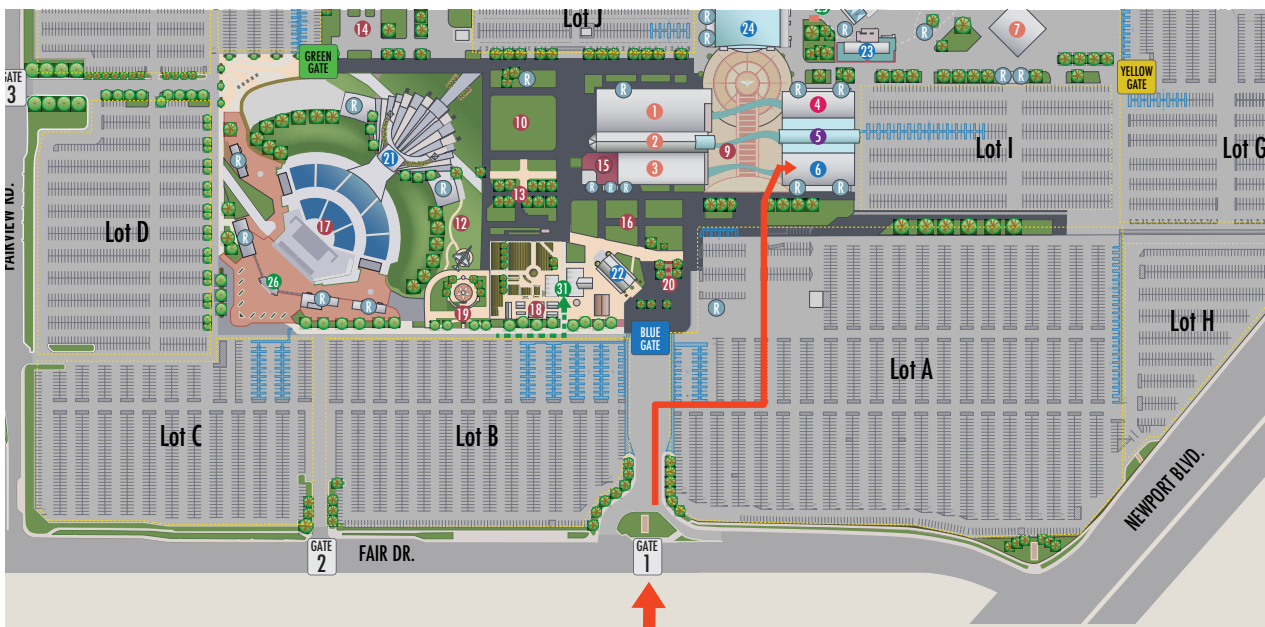 Lot J
14
24
23
7
GREEN
GATE
YELLOW
GATE
GATE
3
R
R
R
R
R
R
R
1
4
10
2
5
9
Lot I
Lot G
21
15
3
6
R
R
R
R
R
R
R
13
12
16
17
FAIRVIEW RD.
Lot D
R
22
20
26
31
R
R
R
18
19
BLUE
GATE
Lot H
Lot A
Lot C
Lot B
NEWPORT BLVD.
GATE
2
FAIR DR.
GATE
1